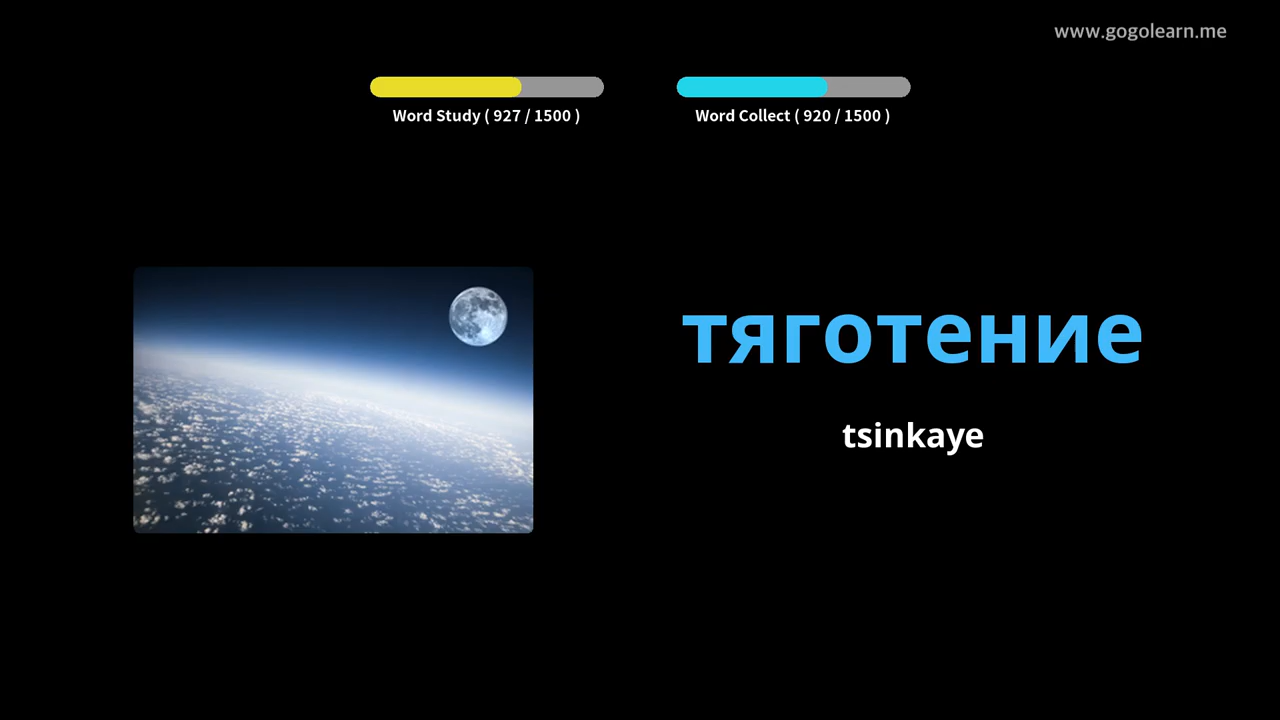 www.gogolearn.me
Word Study ( 927 / 1500 )
Word Collect ( 920 / 1500 )
тяготение
tsinkaye